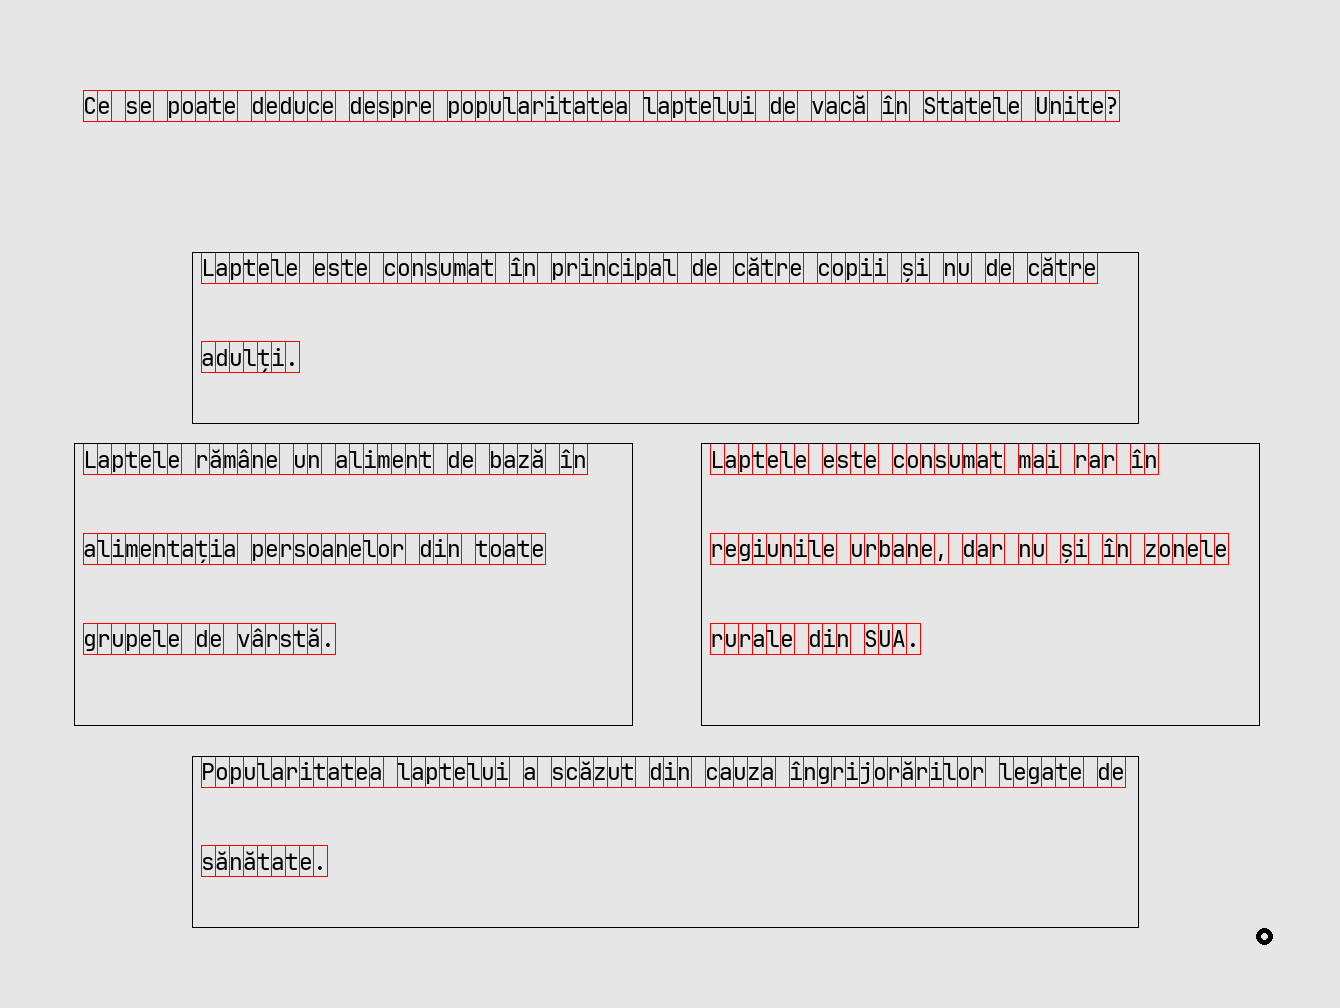 Ce se poate deduce despre popularitatea laptelui de vacă în Statele Unite?
Laptele este consumat în principal de către copii și nu de către
adulți.
Laptele rămâne un aliment de bază în
alimentația persoanelor din toate
grupele de vârstă.
Laptele este consumat mai rar în
regiunile urbane, dar nu și în zonele
rurale din SUA.
Popularitatea laptelui a scăzut din cauza îngrijorărilor legate de
sănătate.